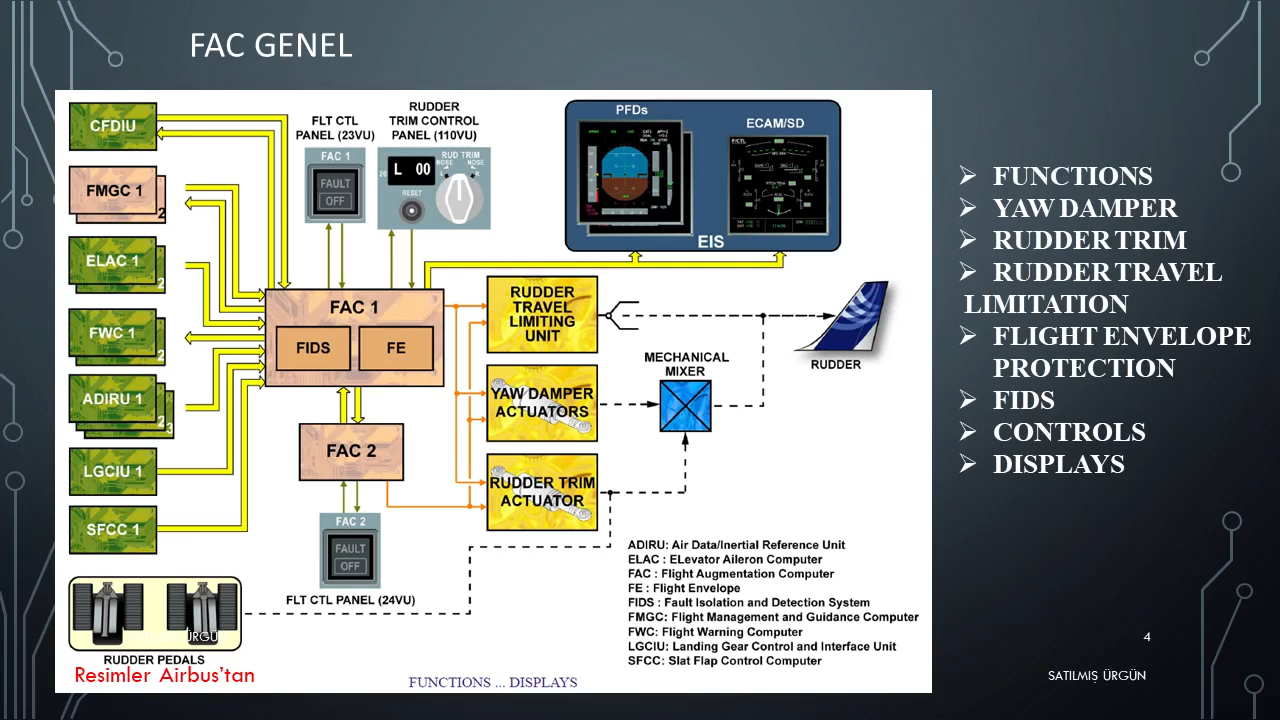 FAC GENEL
CFDIU
FMGC 1
2
ELAC 1
2
FWC 1
2
ADIRU 1
2
3
LGCIU 1
SFCC 1
FLT CTL
PANEL (23VU)
FAC 1
FAULT
OFF
RUDDER
TRIM CONTROL
PANEL (110VU)
L 00
RUD TRIM
NOSE
L
NOSE
R
20
RESET
PFDs
ECAM/SD
EIS
FAC 1
FIDS
FE
FAC 2
FAC 2
FAULT
OFF
FLT CTL PANEL (24VU)
RUDDER
TRAVEL
LIMITING
UNIT
YAW DAMPER
ACTUATORS
RUDDER TRIM
ACTUATOR
MECHANICAL
MIXER
RUDDER
RUDDER PEDALS
ADIRU: Air Data/Inertial Reference Unit
ELAC : ELevator Aileron Computer
FAC : Flight Augmentation Computer
FE : Flight Envelope
FIDS : Fault Isolation and Detection System
FMGC: Flight Management and Guidance Computer
FWC: Flight Warning Computer
LGCIU: Landing Gear Control and Interface Unit
SFCC: Slat Flap Control Computer
Resimler Airbus’tan
FUNCTIONS ... DISPLAYS
➢ FUNCTIONS
➢ YAW DAMPER
➢ RUDDER TRIM
➢ RUDDER TRAVEL
LIMITATION
➢ FLIGHT ENVELOPE
PROTECTION
➢ FIDS
➢ CONTROLS
➢ DISPLAYS
4
SATILMIŞ ÜRGÜN